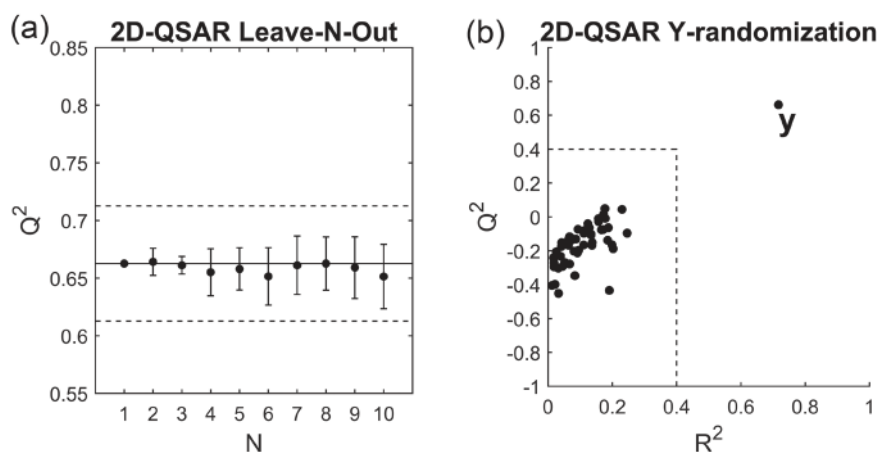 (a) 2D-QSAR Leave-N-Out
0.85
0.8
0.75
0.7
0.65
0.6
0.55
Q²
1 2 3 4 5 6 7 8 9 10
N
(b) 2D-QSAR Y-randomization
1
0.8
0.6
0.4
0.2
0
-0.2
-0.4
-0.6
-0.8
-1
Q²
y
0 0.2 0.4 0.6 0.8 1
R²